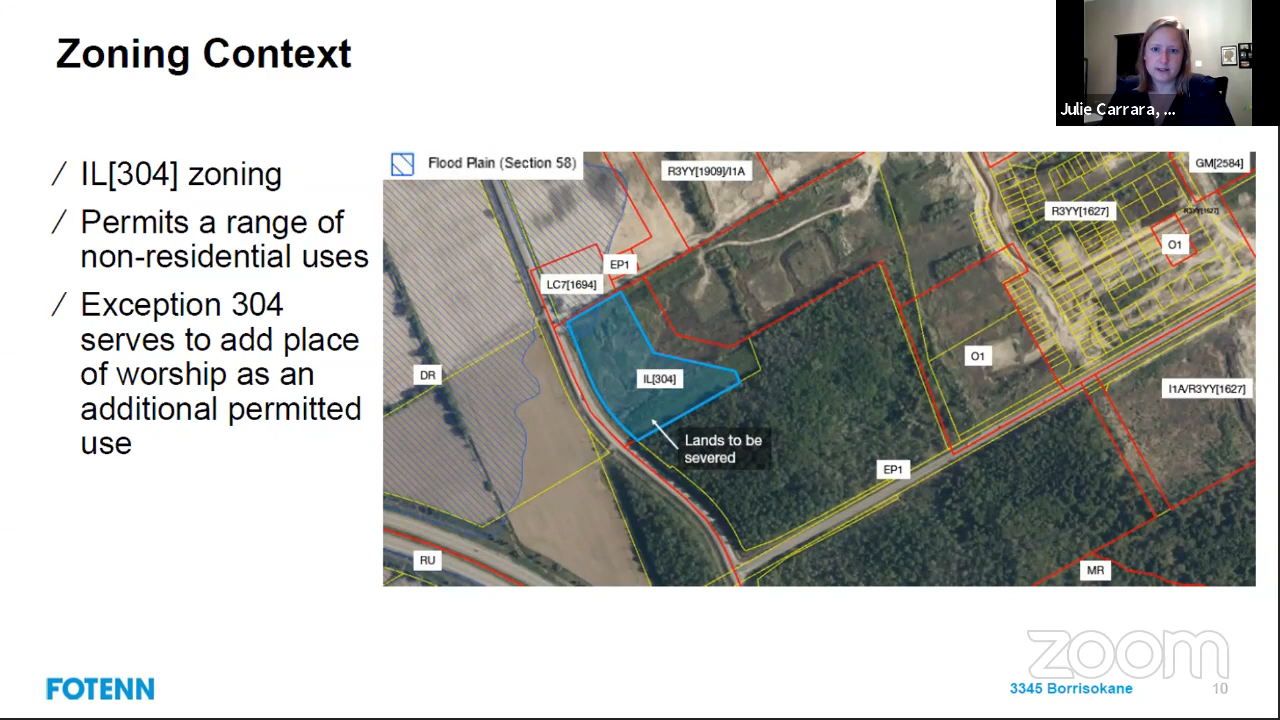 Zoning Context
Julie Carrara, ...
/ IL[304] zoning
/ Permits a range of
non-residential uses
/ Exception 304
serves to add place
of worship as an
additional permitted
use
Flood Plain (Section 58)
R3YY[1909]/I1A
GM[2584]
R3YY[1627]
R3YY[1627]
O1
EP1
LC7[1694]
O1
DR
IL[304]
I1A/R3YY[1627]
Lands to be
severed
EP1
RU
MR
zoom
FOTENN
3345 Borrisokane
10